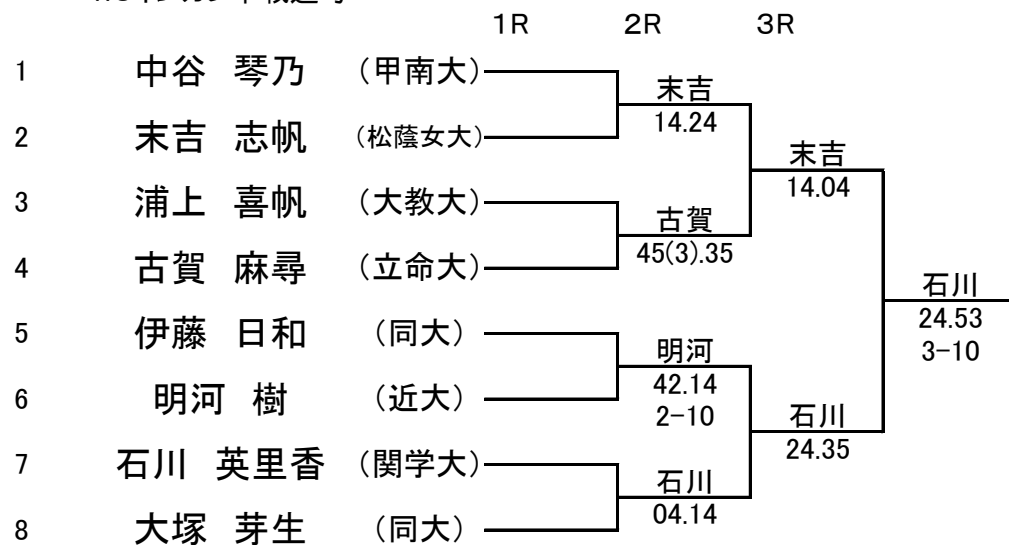 1R 2R 3R
1 中谷 琴乃 (甲南大)
末吉
14.24
2 末吉 志帆 (松蔭女大)
末吉
14.04
3 浦上 喜帆 (大教大)
古賀
45(3).35
4 古賀 麻尋 (立命大)
石川
24.53
3-10
5 伊藤 日和 (同大)
明河
42.14
2-10
6 明河 樹 (近大)
石川
24.35
7 石川 英里香 (関学大)
石川
04.14
8 大塚 芽生 (同大)